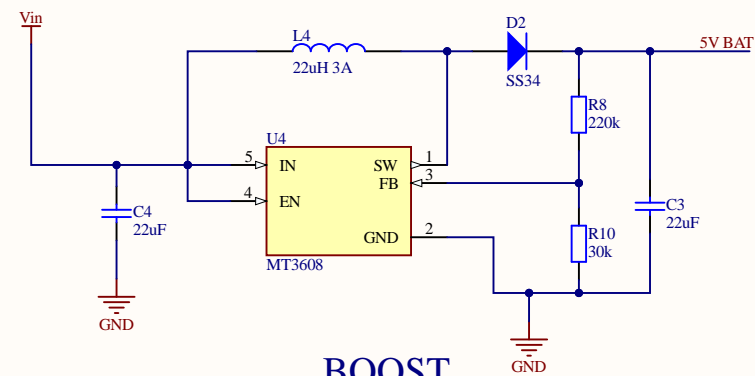 Vin
L4
22uH 3A
D2
SS34
5V BAT
R8
220k
U4
5
IN
SW
1
FB
3
4
EN
C4
22uF
GND
2
MT3608
R10
30k
C3
22uF
GND
GND
BOOST